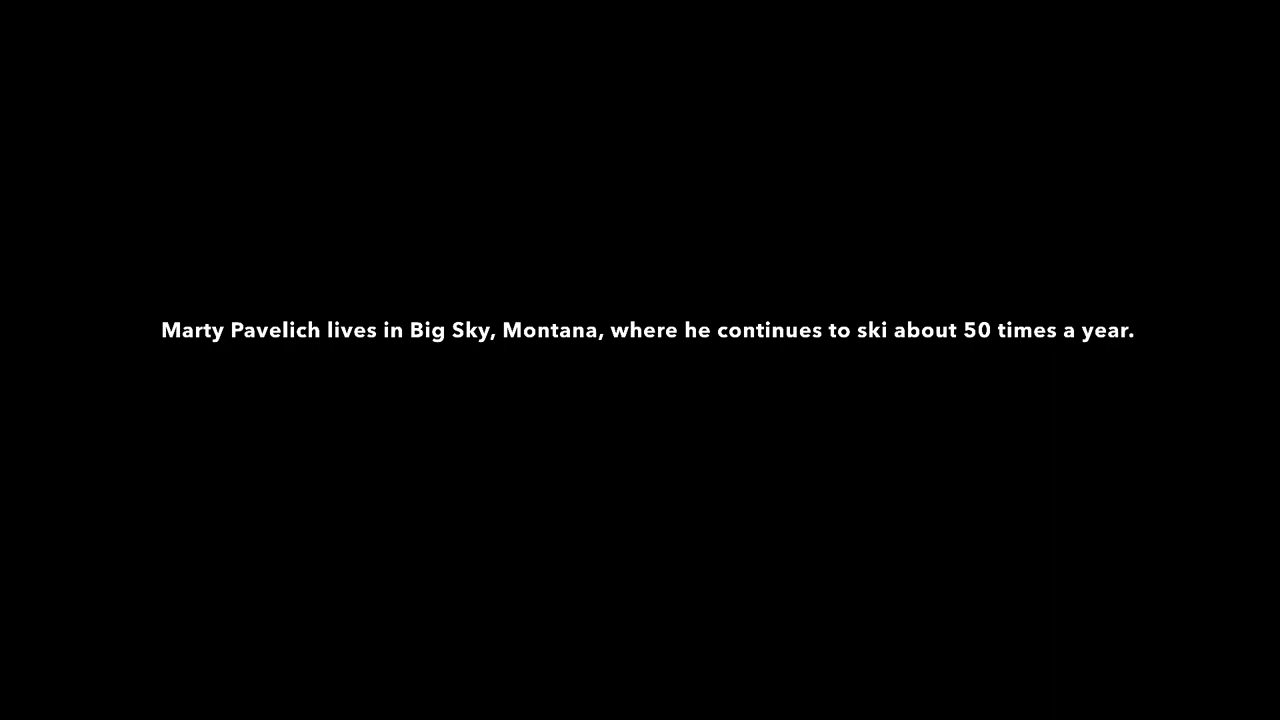 Marty Pavelich lives in Big Sky, Montana, where he continues to ski about 50 times a year.